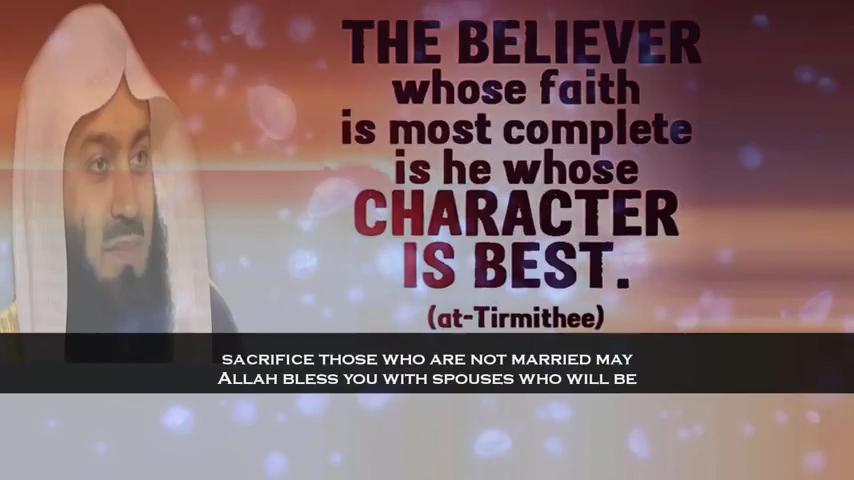 THE BELIEVER
whose faith
is most complete
is he whose
CHARACTER
IS BEST.
(at-Tirmithee)
SACRIFICE THOSE WHO ARE NOT MARRIED MAY
ALLAH BLESS YOU WITH SPOUSES WHO WILL BE